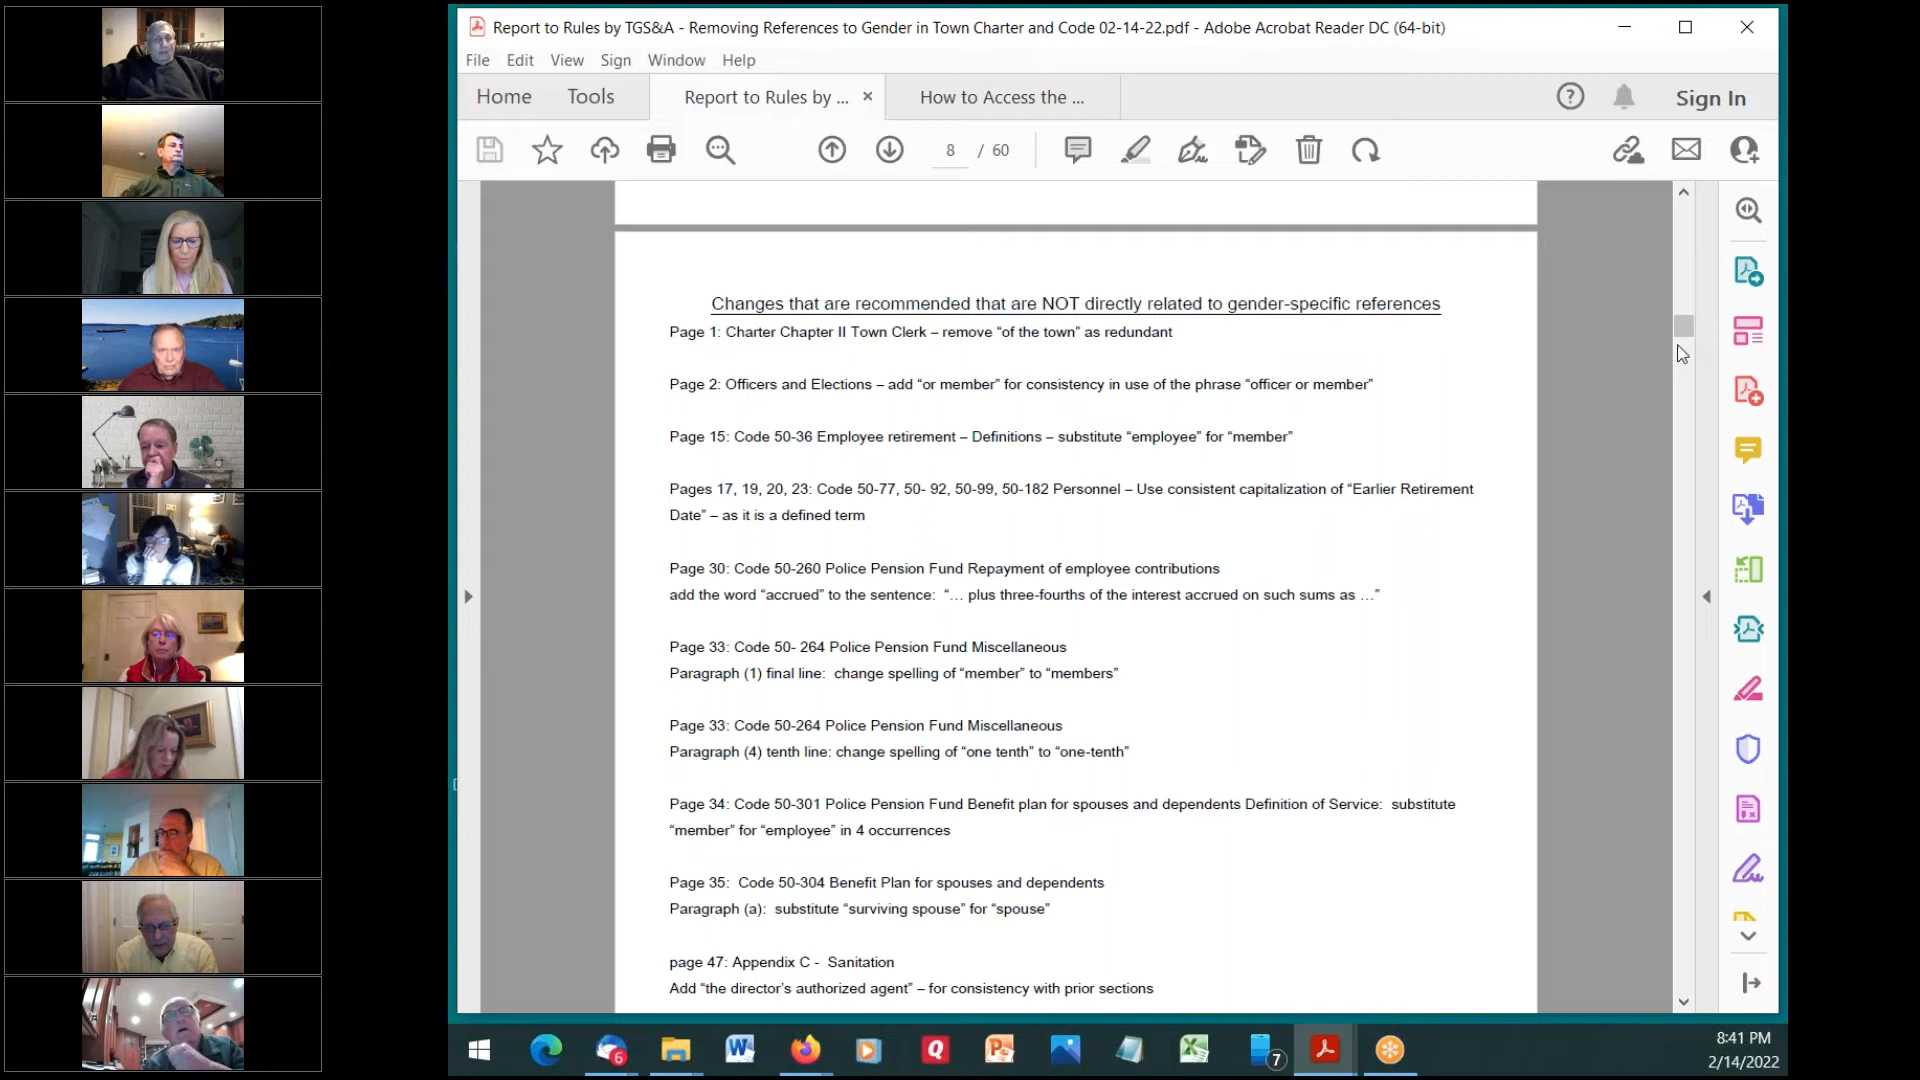 Report to Rules by TGS&A - Removing References to Gender in Town Charter and Code 02-14-22.pdf - Adobe Acrobat Reader DC (64-bit)
File Edit View Sign Window Help
Home Tools Report to Rules by ... × How to Access the ... Sign In
8 / 60
Changes that are recommended that are NOT directly related to gender-specific references
Page 1: Charter Chapter II Town Clerk – remove “of the town” as redundant
Page 2: Officers and Elections – add “or member” for consistency in use of the phrase “officer or member”
Page 15: Code 50-36 Employee retirement – Definitions – substitute “employee” for “member”
Pages 17, 19, 20, 23: Code 50-77, 50- 92, 50-99, 50-182 Personnel – Use consistent capitalization of “Earlier Retirement
Date” – as it is a defined term
Page 30: Code 50-260 Police Pension Fund Repayment of employee contributions
add the word “accrued” to the sentence: “… plus three-fourths of the interest accrued on such sums as …”
Page 33: Code 50- 264 Police Pension Fund Miscellaneous
Paragraph (1) final line: change spelling of “member” to “members”
Page 33: Code 50-264 Police Pension Fund Miscellaneous
Paragraph (4) tenth line: change spelling of “one tenth” to “one-tenth”
Page 34: Code 50-301 Police Pension Fund Benefit plan for spouses and dependents Definition of Service: substitute
“member” for “employee” in 4 occurrences
Page 35: Code 50-304 Benefit Plan for spouses and dependents
Paragraph (a): substitute “surviving spouse” for “spouse”
page 47: Appendix C - Sanitation
Add “the director’s authorized agent” – for consistency with prior sections
6
7
8:41 PM
2/14/2022